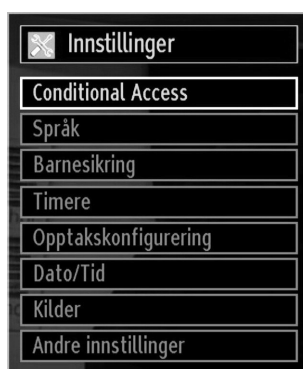 Innstillinger
Conditional Access
Språk
Barnesikring
Timere
Opptakskonfigurering
Dato/Tid
Kilder
Andre innstillinger